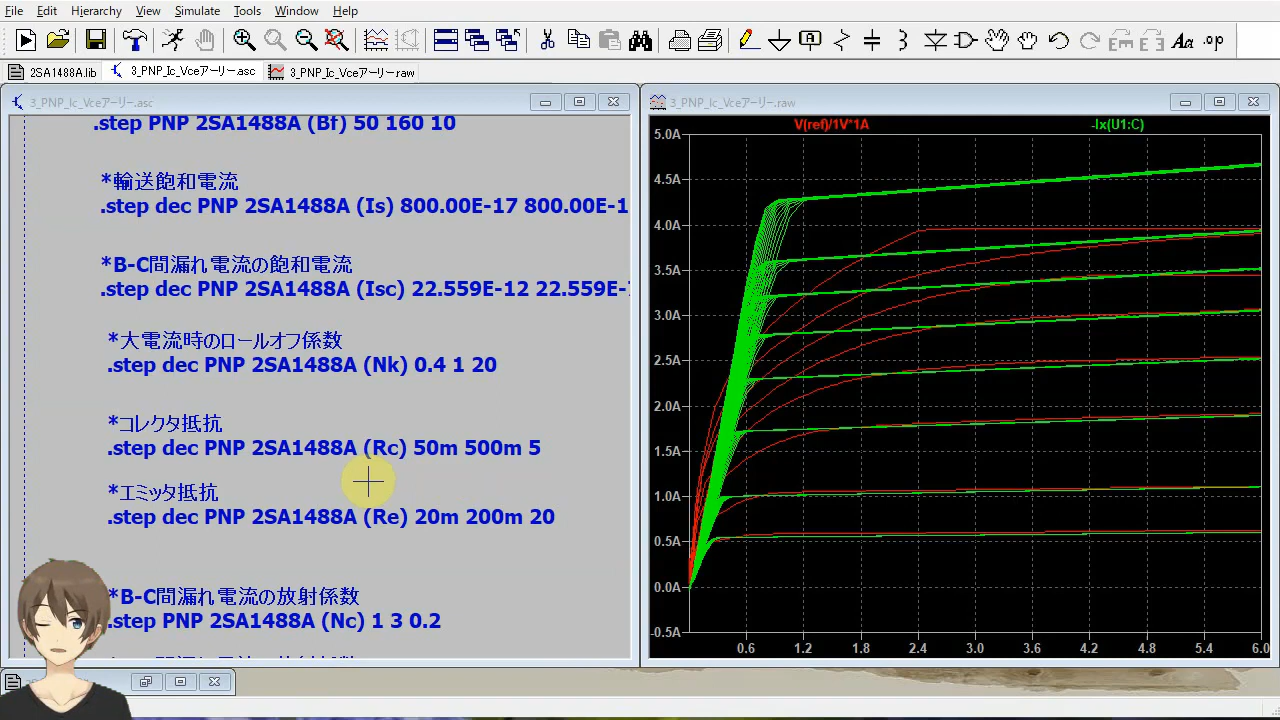 File Edit Hierarchy View Simulate Tools Window Help
2SA1488A.lib
3_PNP_Ic_Vceアーリー.asc
3_PNP_Ic_Vceアーリー.raw
3_PNP_Ic_Vceアーリー.asc
.step PNP 2SA1488A (Bf) 50 160 10
*輸送飽和電流
.step dec PNP 2SA1488A (Is) 800.00E-17 800.00E-1
*B-C間漏れ電流の飽和電流
.step dec PNP 2SA1488A (Isc) 22.559E-12 22.559E-
*大電流時のロールオフ係数
.step dec PNP 2SA1488A (Nk) 0.4 1 20
*コレクタ抵抗
.step dec PNP 2SA1488A (Rc) 50m 500m 5
*エミッタ抵抗
.step dec PNP 2SA1488A (Re) 20m 200m 20
*B-C間漏れ電流の放射係数
.step PNP 2SA1488A (Nc) 1 3 0.2
3_PNP_Ic_Vceアーリー.raw
V(ref)/1V*1A
-Ix(U1:C)
5.0A
4.5A
4.0A
3.5A
3.0A
2.5A
2.0A
1.5A
1.0A
0.5A
0.0A
-0.5A
0.6 1.2 1.8 2.4 3.0 3.6 4.2 4.8 5.4 6.0